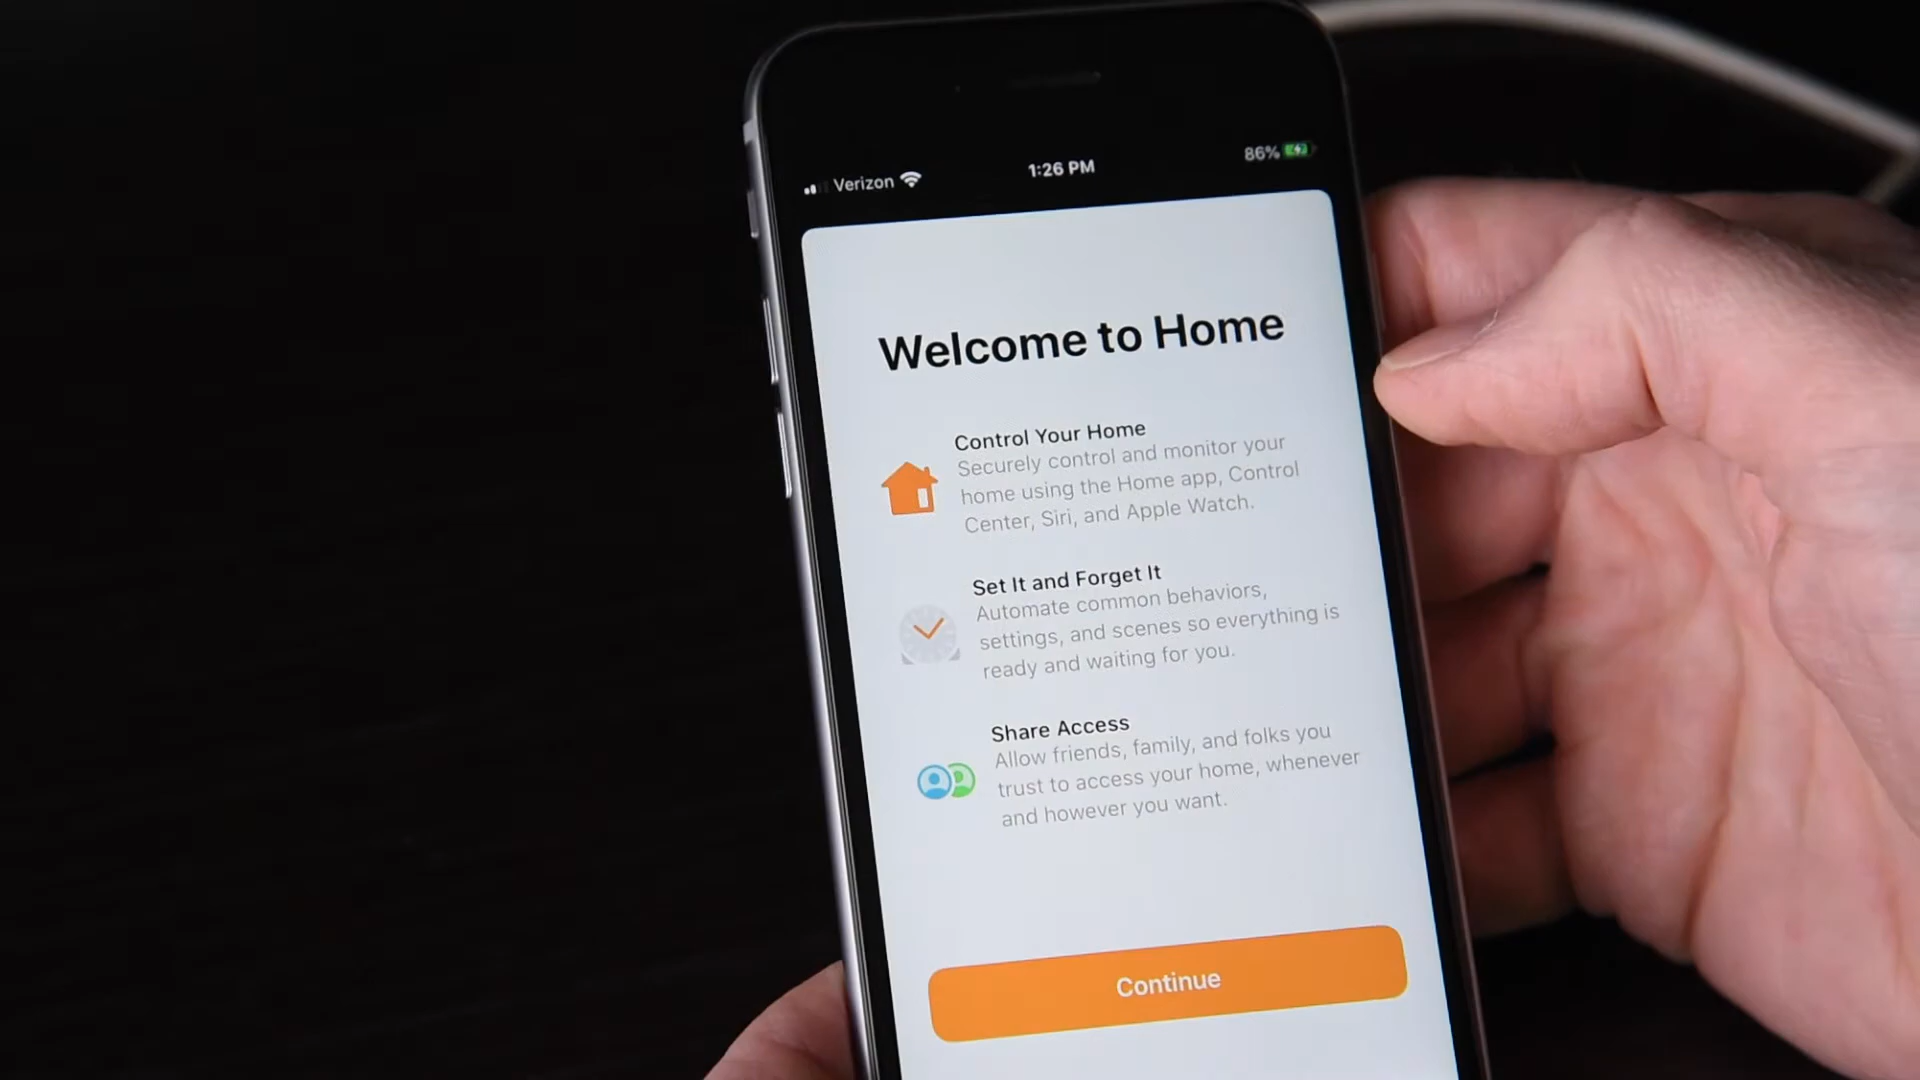 Verizon 1:26 PM 86%
Welcome to Home
Control Your Home
Securely control and monitor your
home using the Home app, Control
Center, Siri, and Apple Watch.
Set It and Forget It
Automate common behaviors,
settings, and scenes so everything is
ready and waiting for you.
Share Access
Allow friends, family, and folks you
trust to access your home, whenever
and however you want.
Continue